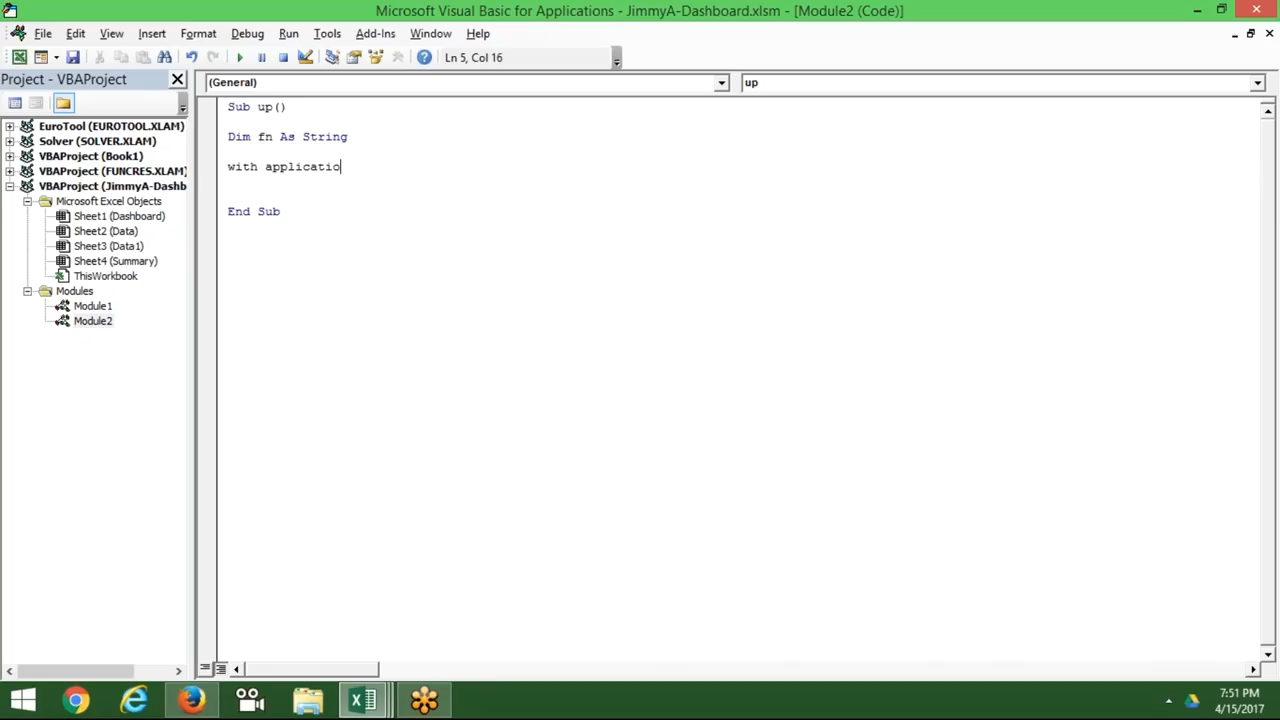 Microsoft Visual Basic for Applications - JimmyA-Dashboard.xlsm - [Module2 (Code)]
File Edit View Insert Format Debug Run Tools Add-Ins Window Help
Ln 5, Col 16
Project - VBAProject
(General)
up
EuroTool (EUROTOOL.XLAM)
Solver (SOLVER.XLAM)
VBAProject (Book1)
VBAProject (FUNCRES.XLAM)
VBAProject (JimmyA-Dashb
Microsoft Excel Objects
Sheet1 (Dashboard)
Sheet2 (Data)
Sheet3 (Data1)
Sheet4 (Summary)
ThisWorkbook
Modules
Module1
Module2
Sub up()
Dim fn As String
with applicatio
End Sub
7:51 PM
4/15/2017